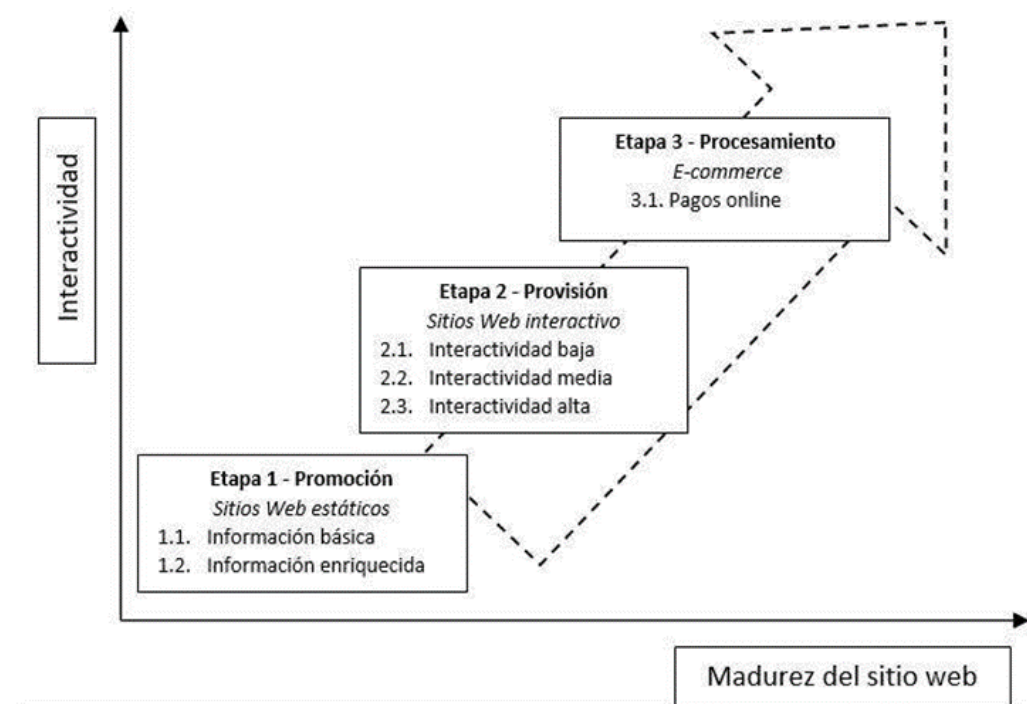 Interactividad
Etapa 3 - Procesamiento
E-commerce
3.1. Pagos online
Etapa 2 - Provisión
Sitios Web interactivo
2.1. Interactividad baja
2.2. Interactividad media
2.3. Interactividad alta
Etapa 1 - Promoción
Sitios Web estáticos
1.1. Información básica
1.2. Información enriquecida
Madurez del sitio web